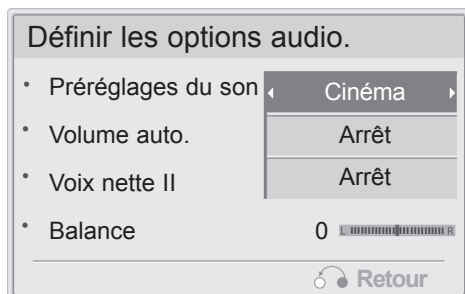 Définir les options audio.
• Préréglages du son Cinéma
• Volume auto. Arrêt
• Voix nette II Arrêt
• Balance 0 L R
Retour